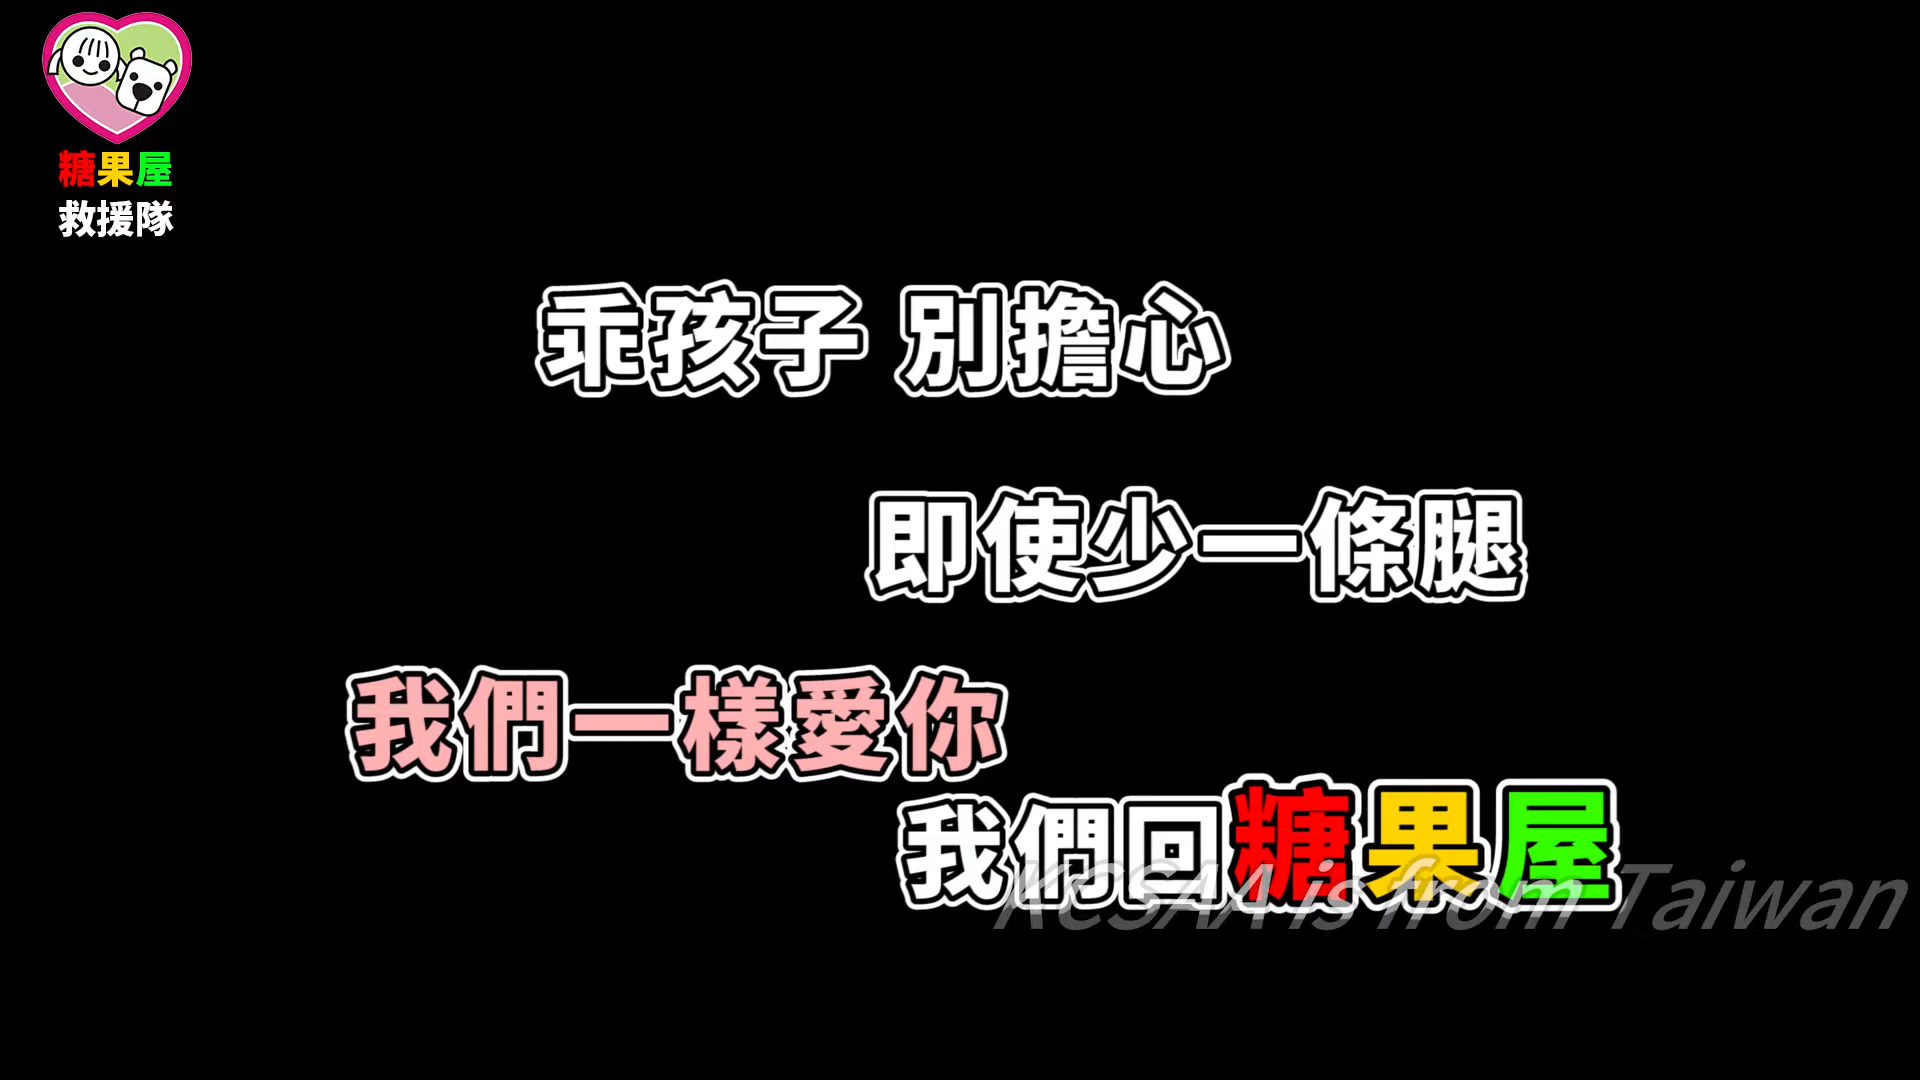 糖果屋
救援隊
乖孩子 別擔心
即使少一條腿
我們一樣愛你
我們回糖果屋
KCSAA is from Taiwan